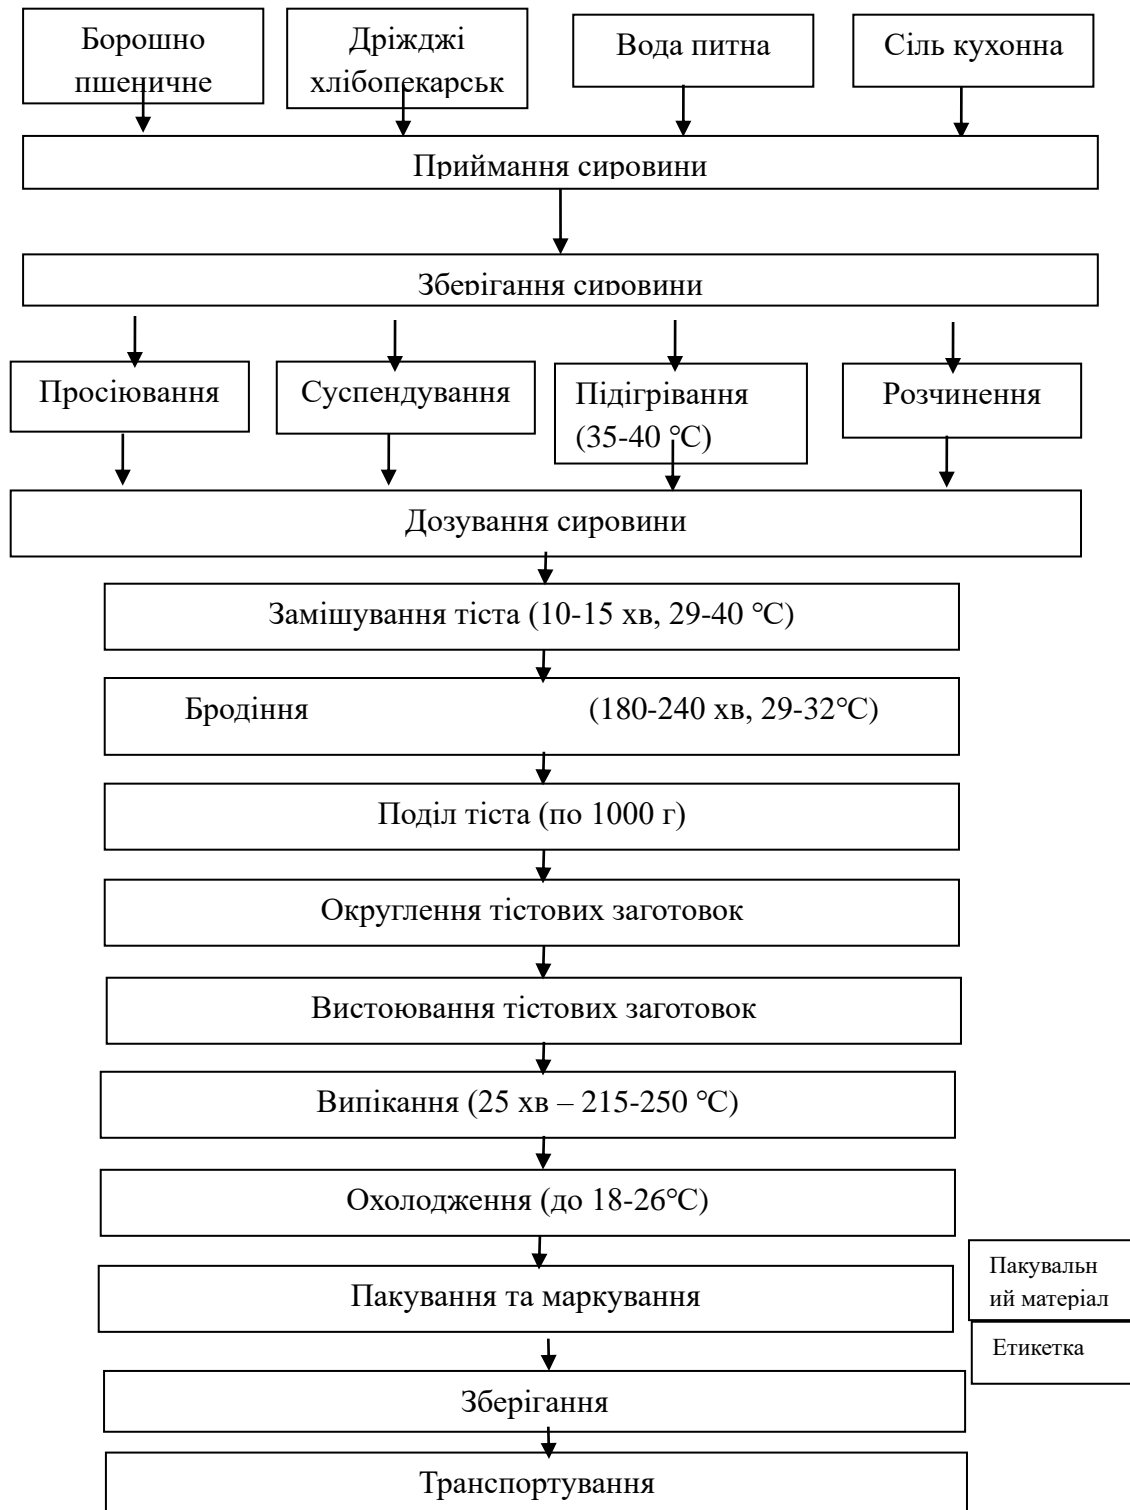 Борошно
пшеничне
Дріжджі
хлібопекарськ
Вода питна
Сіль кухонна
Приймання сировини
Зберігання сировини
Просіювання
Суспендування
Підігрівання
(35-40 °С)
Розчинення
Дозування сировини
Замішування тіста (10-15 хв, 29-40 °С)
Бродіння (180-240 хв, 29-32°С)
Поділ тіста (по 1000 г)
Округлення тістових заготовок
Вистоювання тістових заготовок
Випікання (25 хв – 215-250 °С)
Охолодження (до 18-26°С)
Пакування та маркування
Пакувальн
ий матеріал
Етикетка
Зберігання
Транспортування